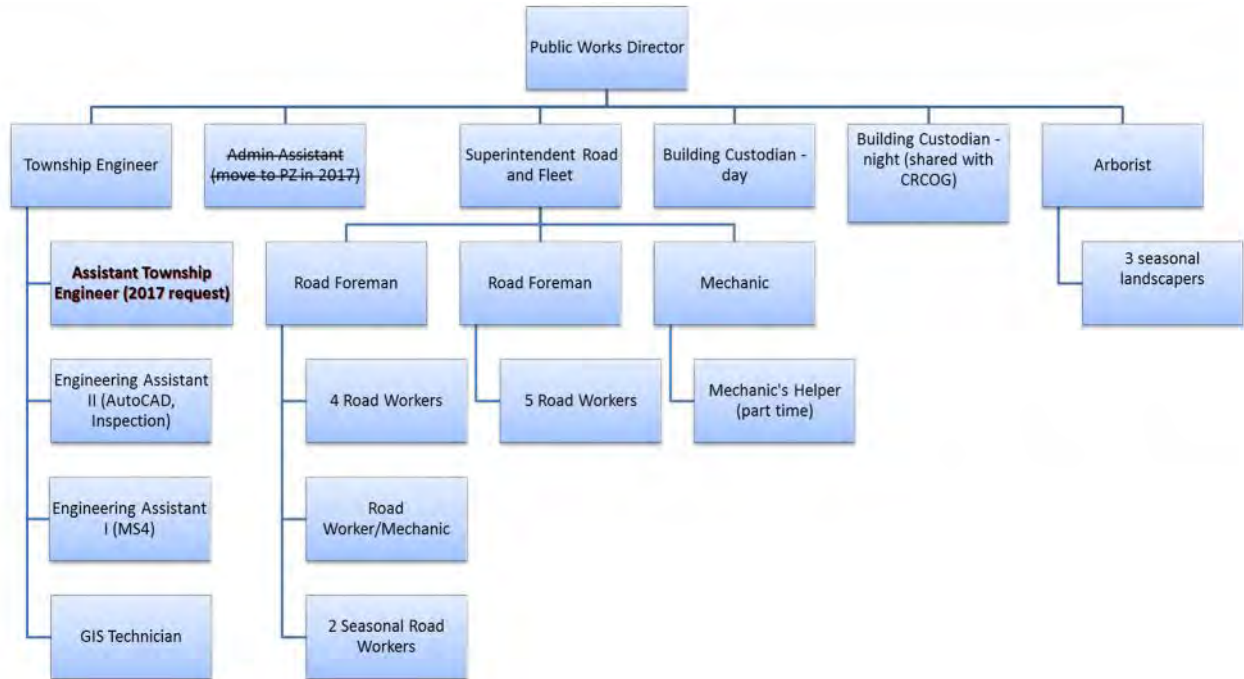 Public Works Director
Township Engineer
Admin Assistant
(move to PZ in 2017)
Superintendent Road
and Fleet
Building Custodian -
day
Building Custodian -
night (shared with
CRCOG)
Arborist
Assistant Township
Engineer (2017 request)
Road Foreman
Road Foreman
Mechanic
3 seasonal
landscapers
Engineering Assistant
II (AutoCAD,
Inspection)
4 Road Workers
5 Road Workers
Mechanic's Helper
(part time)
Engineering Assistant
I (MS4)
Road
Worker/Mechanic
GIS Technician
2 Seasonal Road
Workers